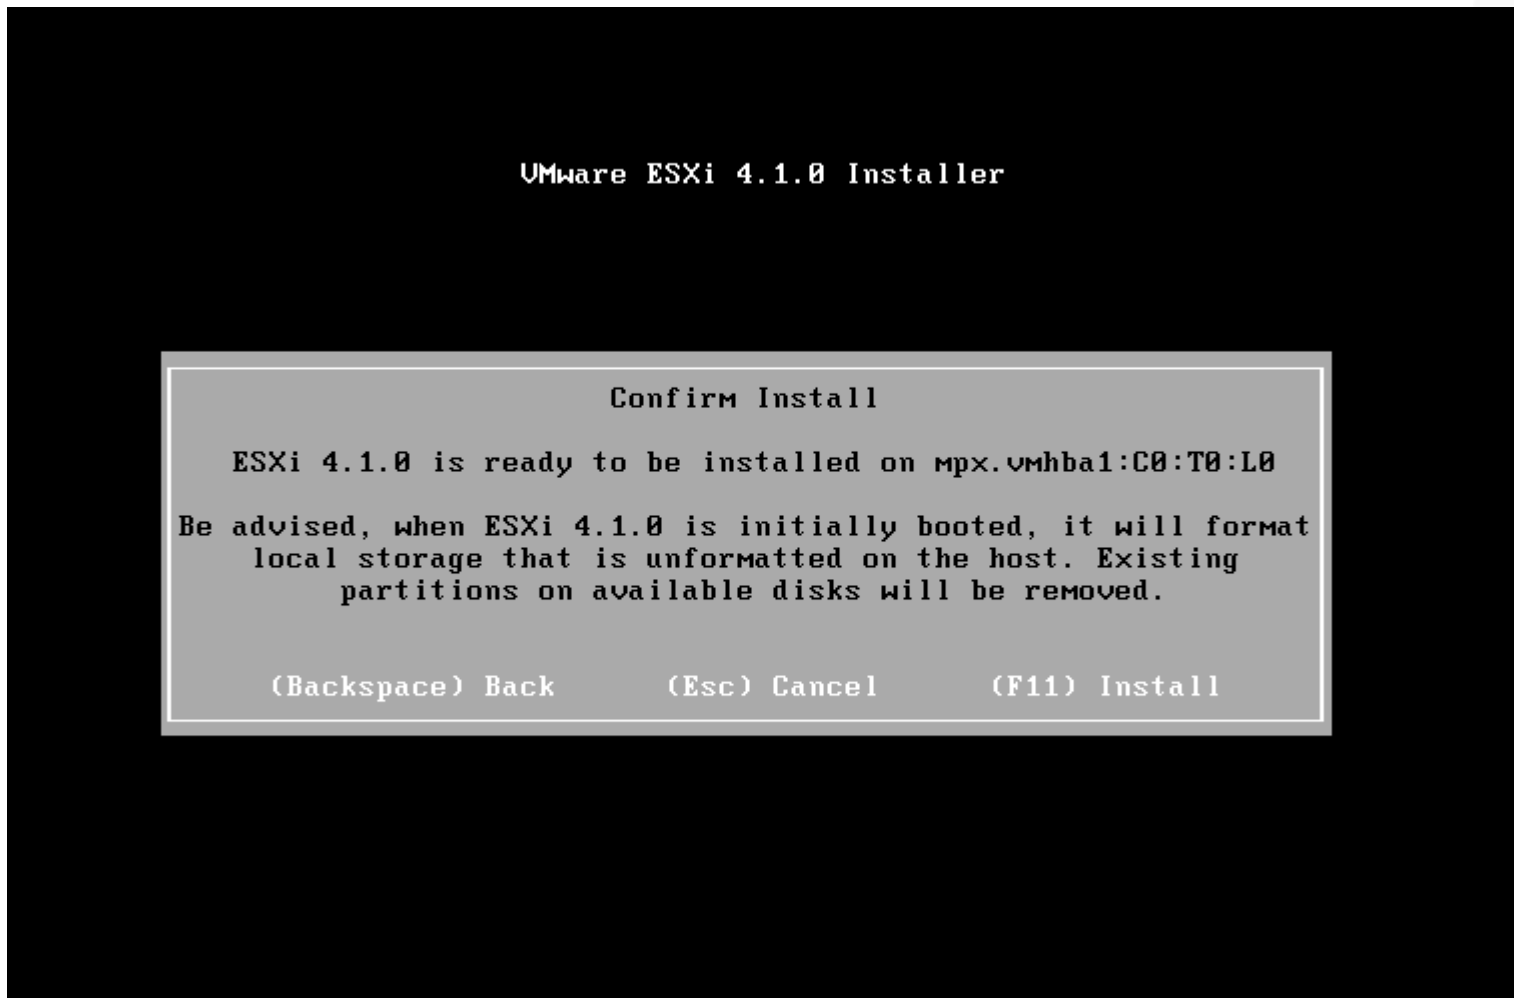 VMware ESXi 4.1.0 Installer
Confirm Install
ESXi 4.1.0 is ready to be installed on mpx.vmhba1:C0:T0:L0
Be advised, when ESXi 4.1.0 is initially booted, it will format
local storage that is unformatted on the host. Existing
partitions on available disks will be removed.
(Backspace) Back (Esc) Cancel (F11) Install